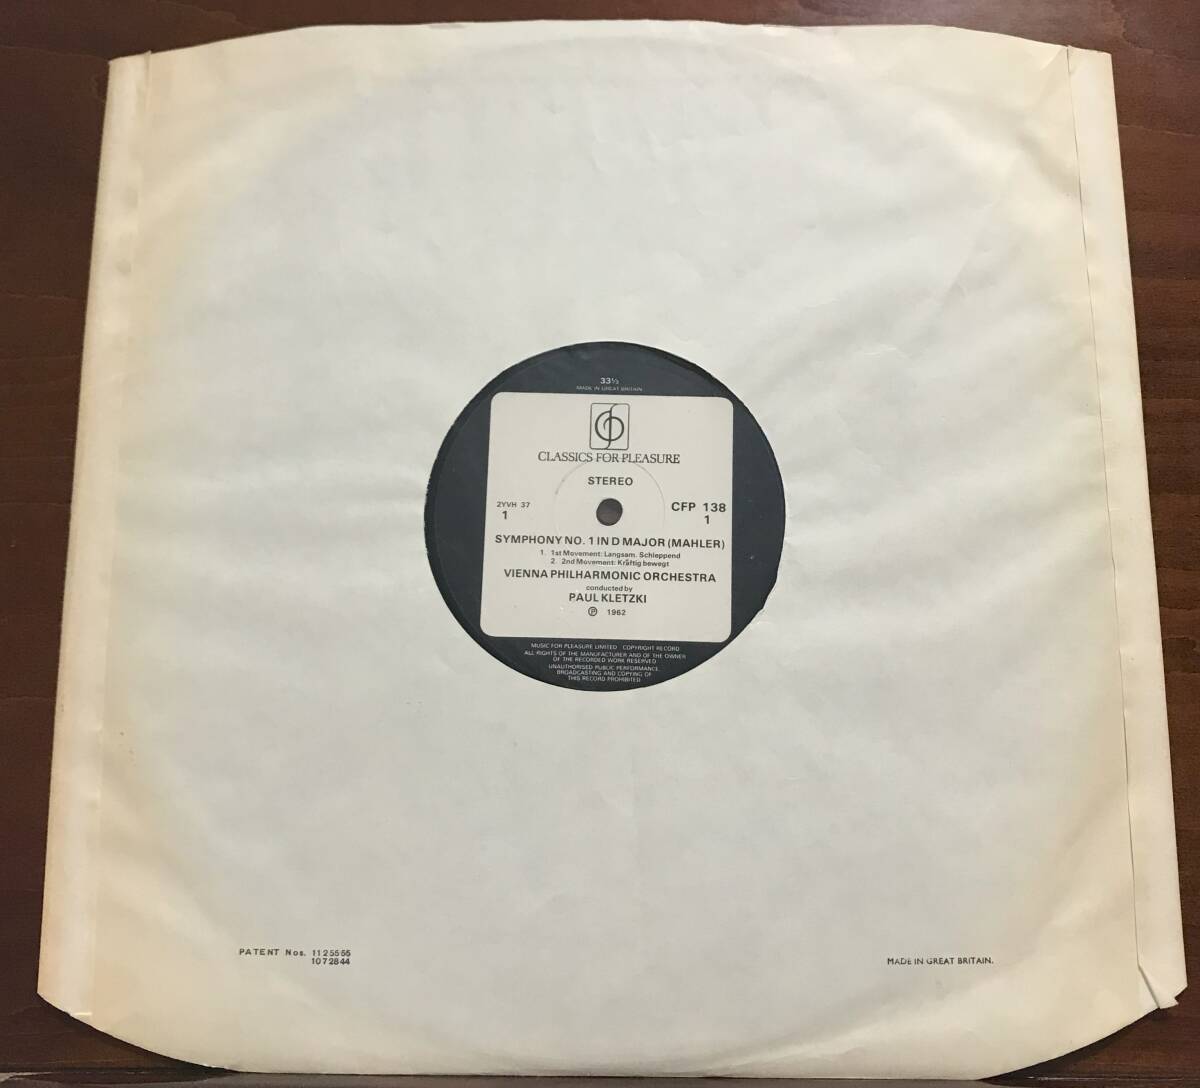 33⅓
MADE IN GREAT BRITAIN
CLASSICS FOR PLEASURE
STEREO
2YVH 37
1
CFP 138
1
SYMPHONY NO. 1 IN D MAJOR (MAHLER)
1. 1st Movement: Langsam. Schleppend
2. 2nd Movement: Kräftig bewegt
VIENNA PHILHARMONIC ORCHESTRA
conducted by
PAUL KLETZKI
℗ 1962
MUSIC FOR PLEASURE LIMITED COPYRIGHT RECORD
ALL RIGHTS OF THE MANUFACTURER AND OF THE OWNER
OF THE RECORDED WORK RESERVED
UNAUTHORISED PUBLIC PERFORMANCE,
BROADCASTING AND COPYING OF
THIS RECORD PROHIBITED
PATENT Nos. 1125555
1072844
MADE IN GREAT BRITAIN.